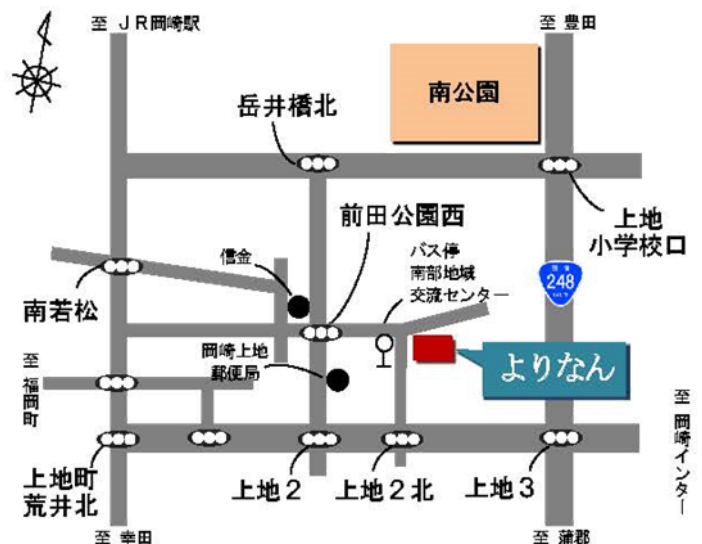 至 ＪＲ岡崎駅
至 豊田
南公園
岳井橋北
上地
小学校口
前田公園西
バス停
南部地域
交流センター
信金
248
南若松
岡崎上地
郵便局
よりなん
至 福岡町
至 岡崎インター
上地町
荒井北
上地２
上地２北
上地３
至 幸田
至 蒲郡